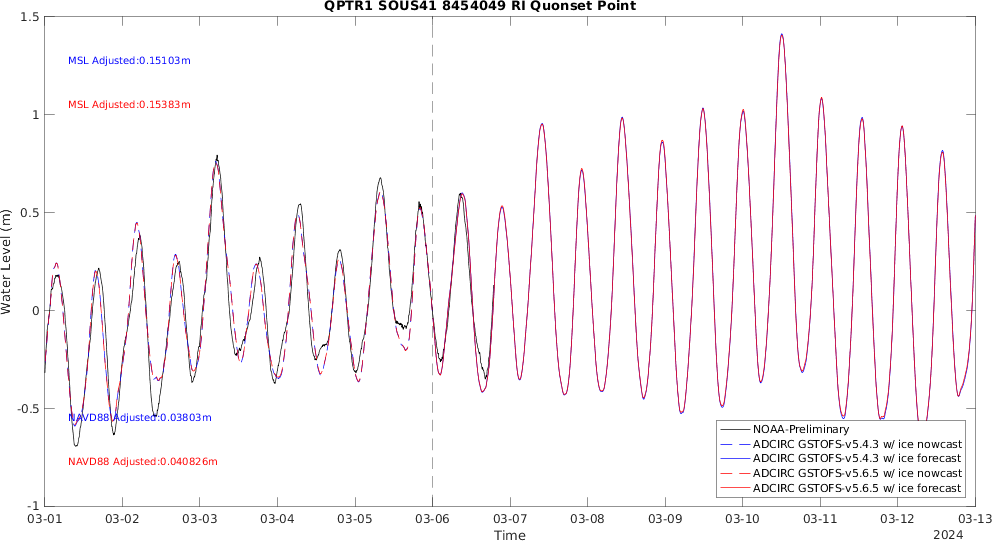 QPTR1 SOUS41 8454049 RI Quonset Point
1.5
1
0.5
0
-0.5
-1
Water Level (m)
MSL Adjusted:0.15103m
MSL Adjusted:0.15383m
NAVD88 Adjusted:0.03803m
NAVD88 Adjusted:0.040826m
NOAA-Preliminary
ADCIRC GSTOFS-v5.4.3 w/ ice nowcast
ADCIRC GSTOFS-v5.4.3 w/ ice forecast
ADCIRC GSTOFS-v5.6.5 w/ ice nowcast
ADCIRC GSTOFS-v5.6.5 w/ ice forecast
03-01 03-02 03-03 03-04 03-05 03-06 03-07 03-08 03-09 03-10 03-11 03-12 03-13
Time
2024